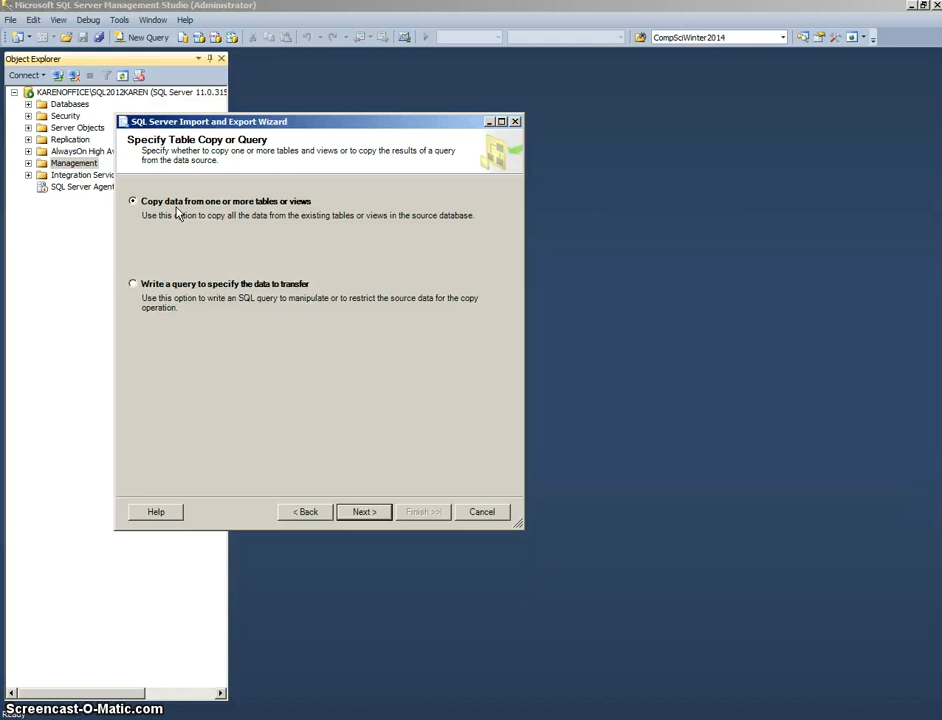 Microsoft SQL Server Management Studio (Administrator)
File Edit View Debug Tools Window Help
New Query
CompSciWinter2014
Object Explorer
Connect
KARENOFFICE\SQL2012KAREN (SQL Server 11.0.315
Databases
Security
Server Objects
Replication
AlwaysOn High Av
Management
Integration Servic
SQL Server Agent
SQL Server Import and Export Wizard
Specify Table Copy or Query
Specify whether to copy one or more tables and views or to copy the results of a query
from the data source.
Copy data from one or more tables or views
Use this option to copy all the data from the existing tables or views in the source database.
Write a query to specify the data to transfer
Use this option to write an SQL query to manipulate or to restrict the source data for the copy
operation.
Help
< Back
Next >
Finish >>|
Cancel
Screencast-O-Matic.com
Ready